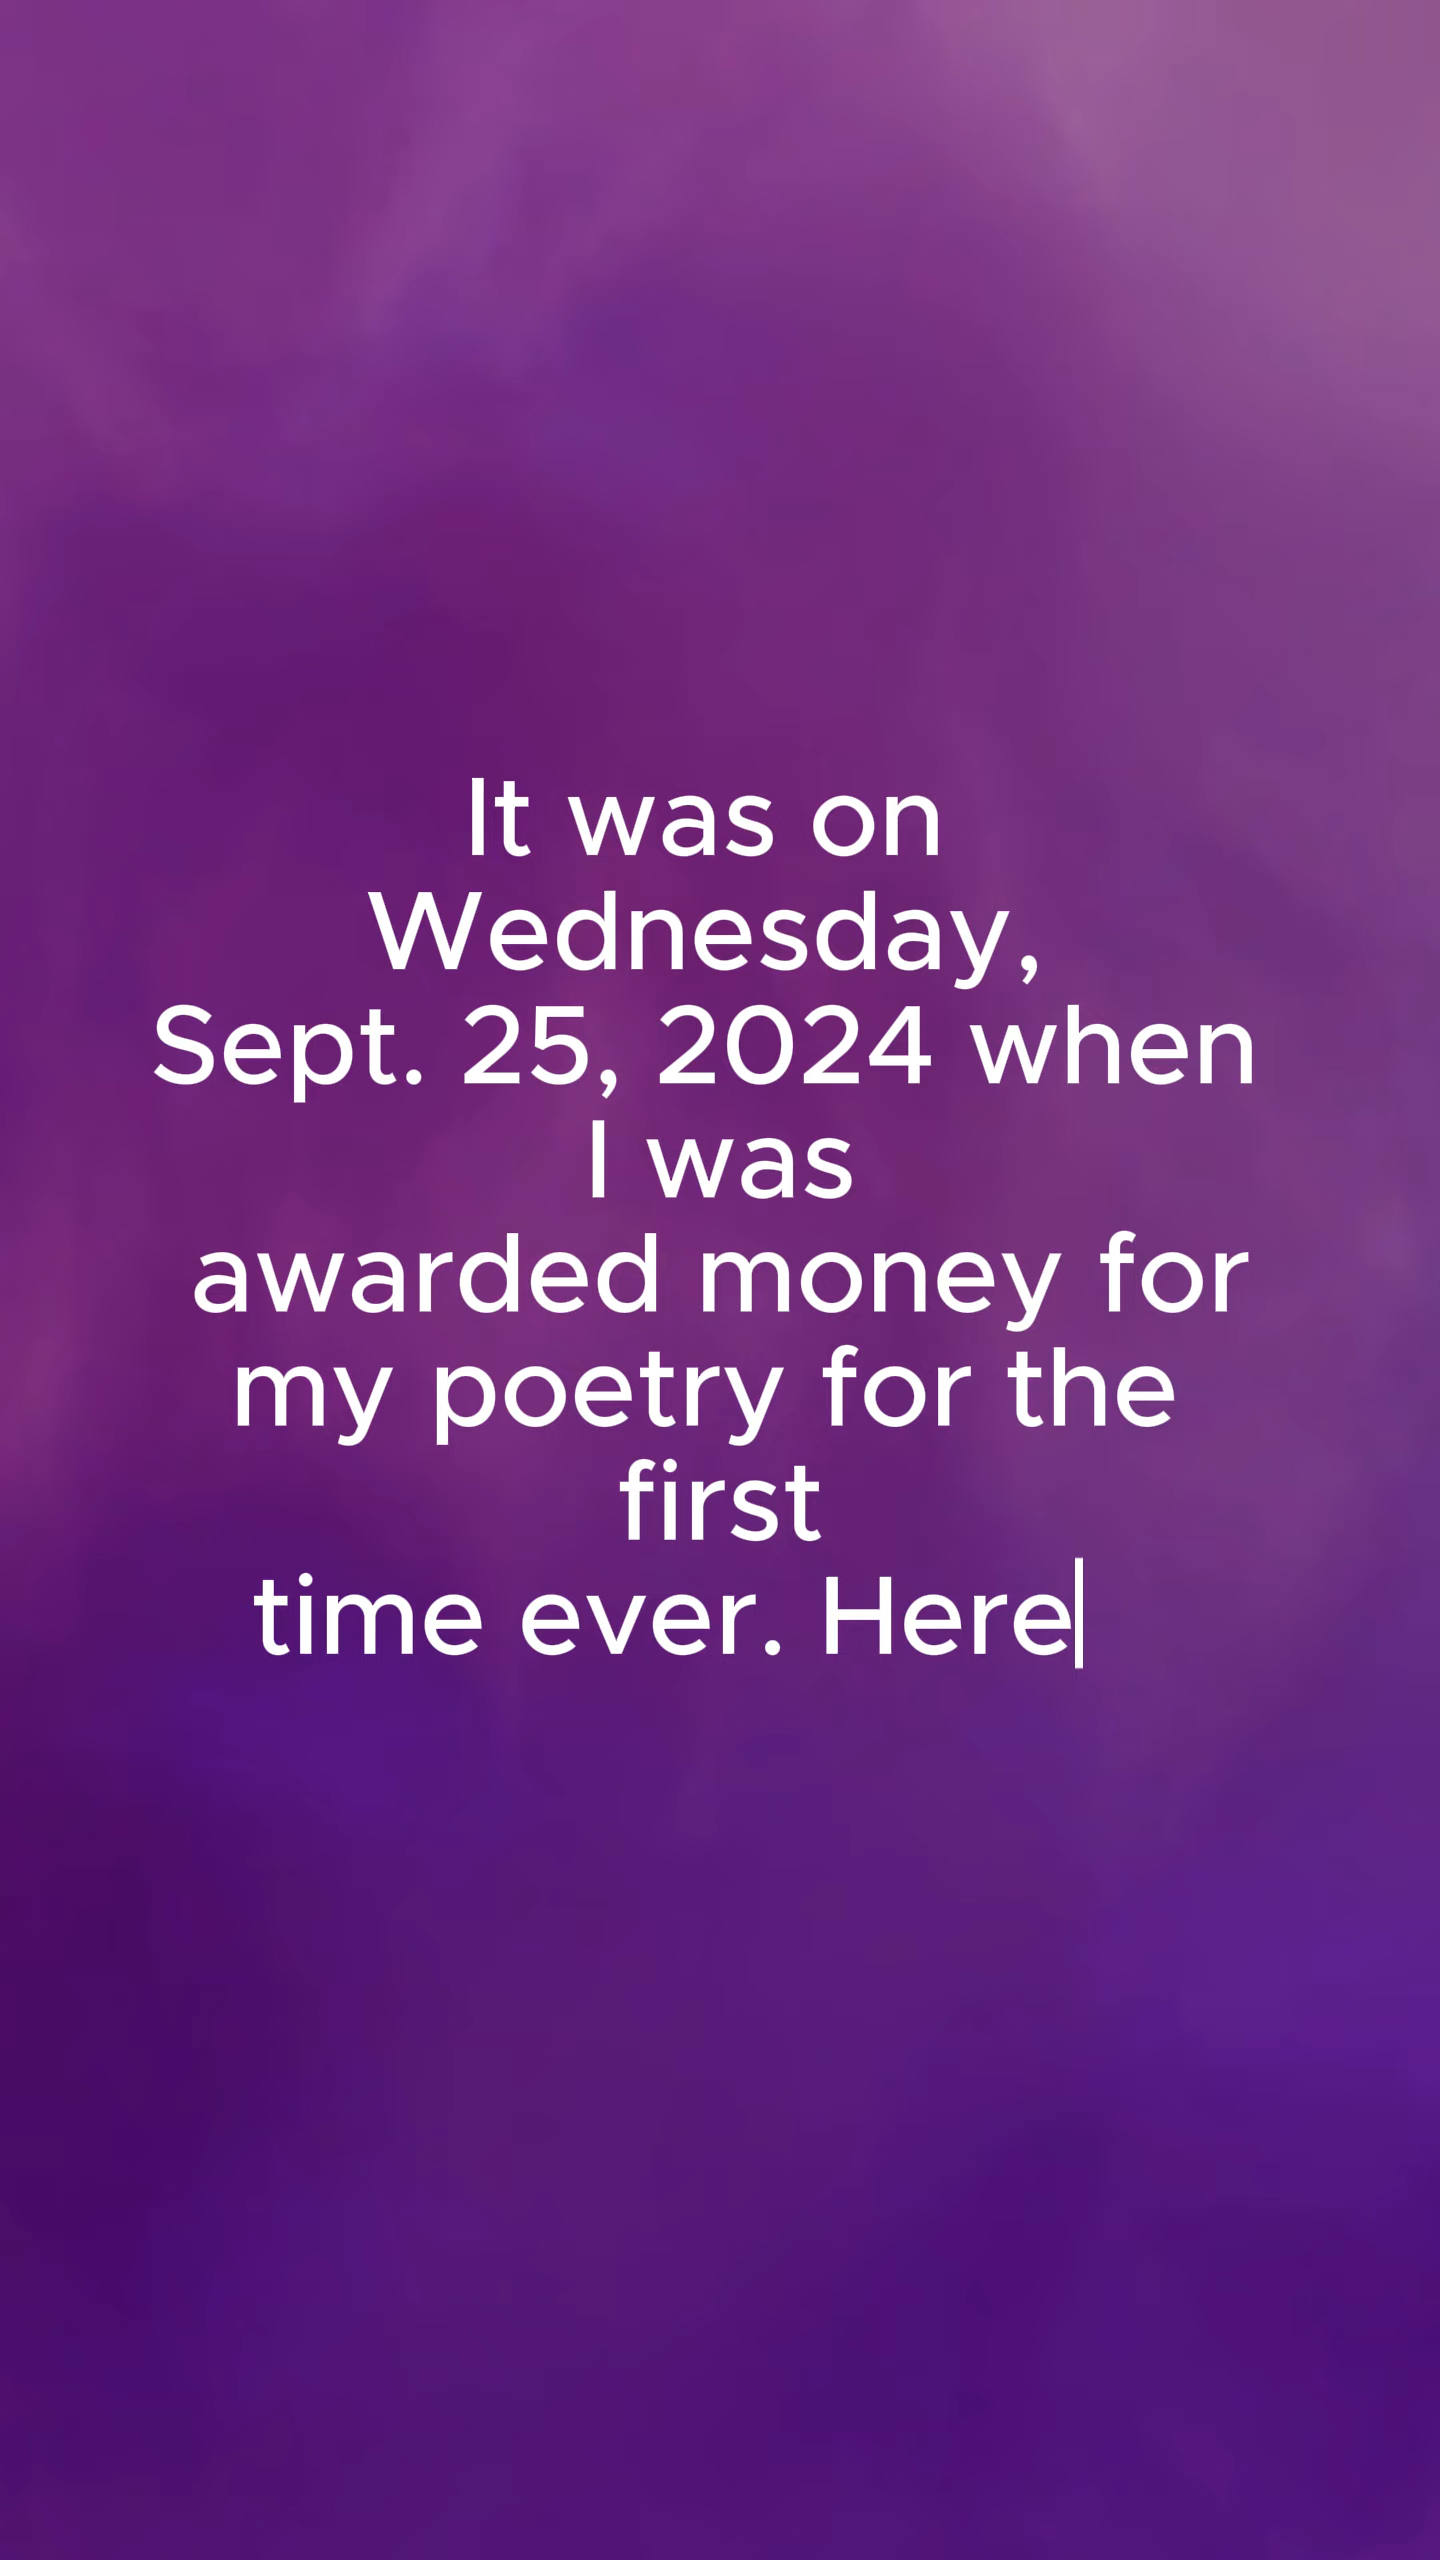 It was on
Wednesday,
Sept. 25, 2024 when
I was
awarded money for
my poetry for the
first
time ever. Here